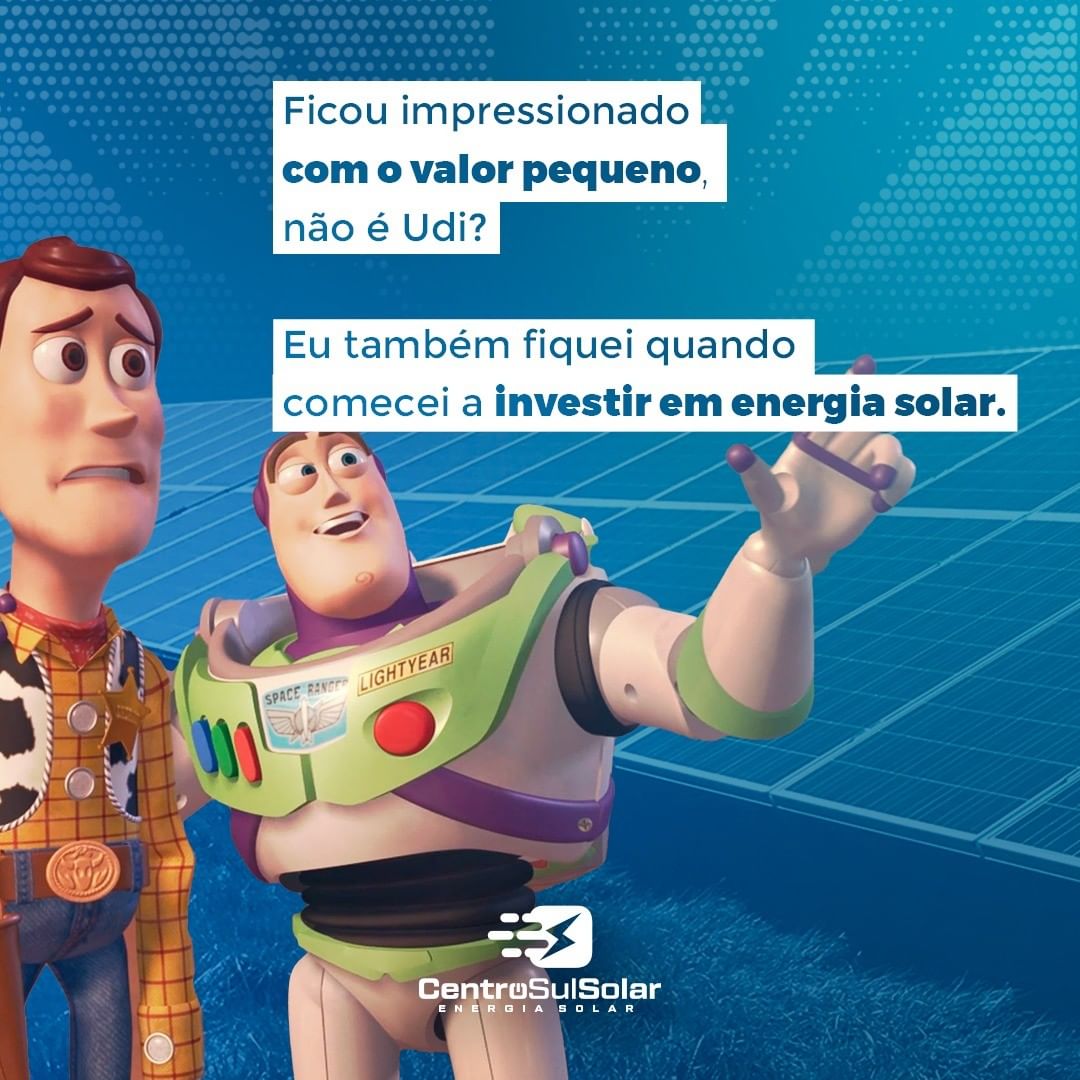 Ficou impressionado
com o valor pequeno,
não é Udi?
Eu também fiquei quando
comecei a investir em energia solar.
SPACE RANGER
LIGHTYEAR
CentroSulSolar
ENERGIA SOLAR